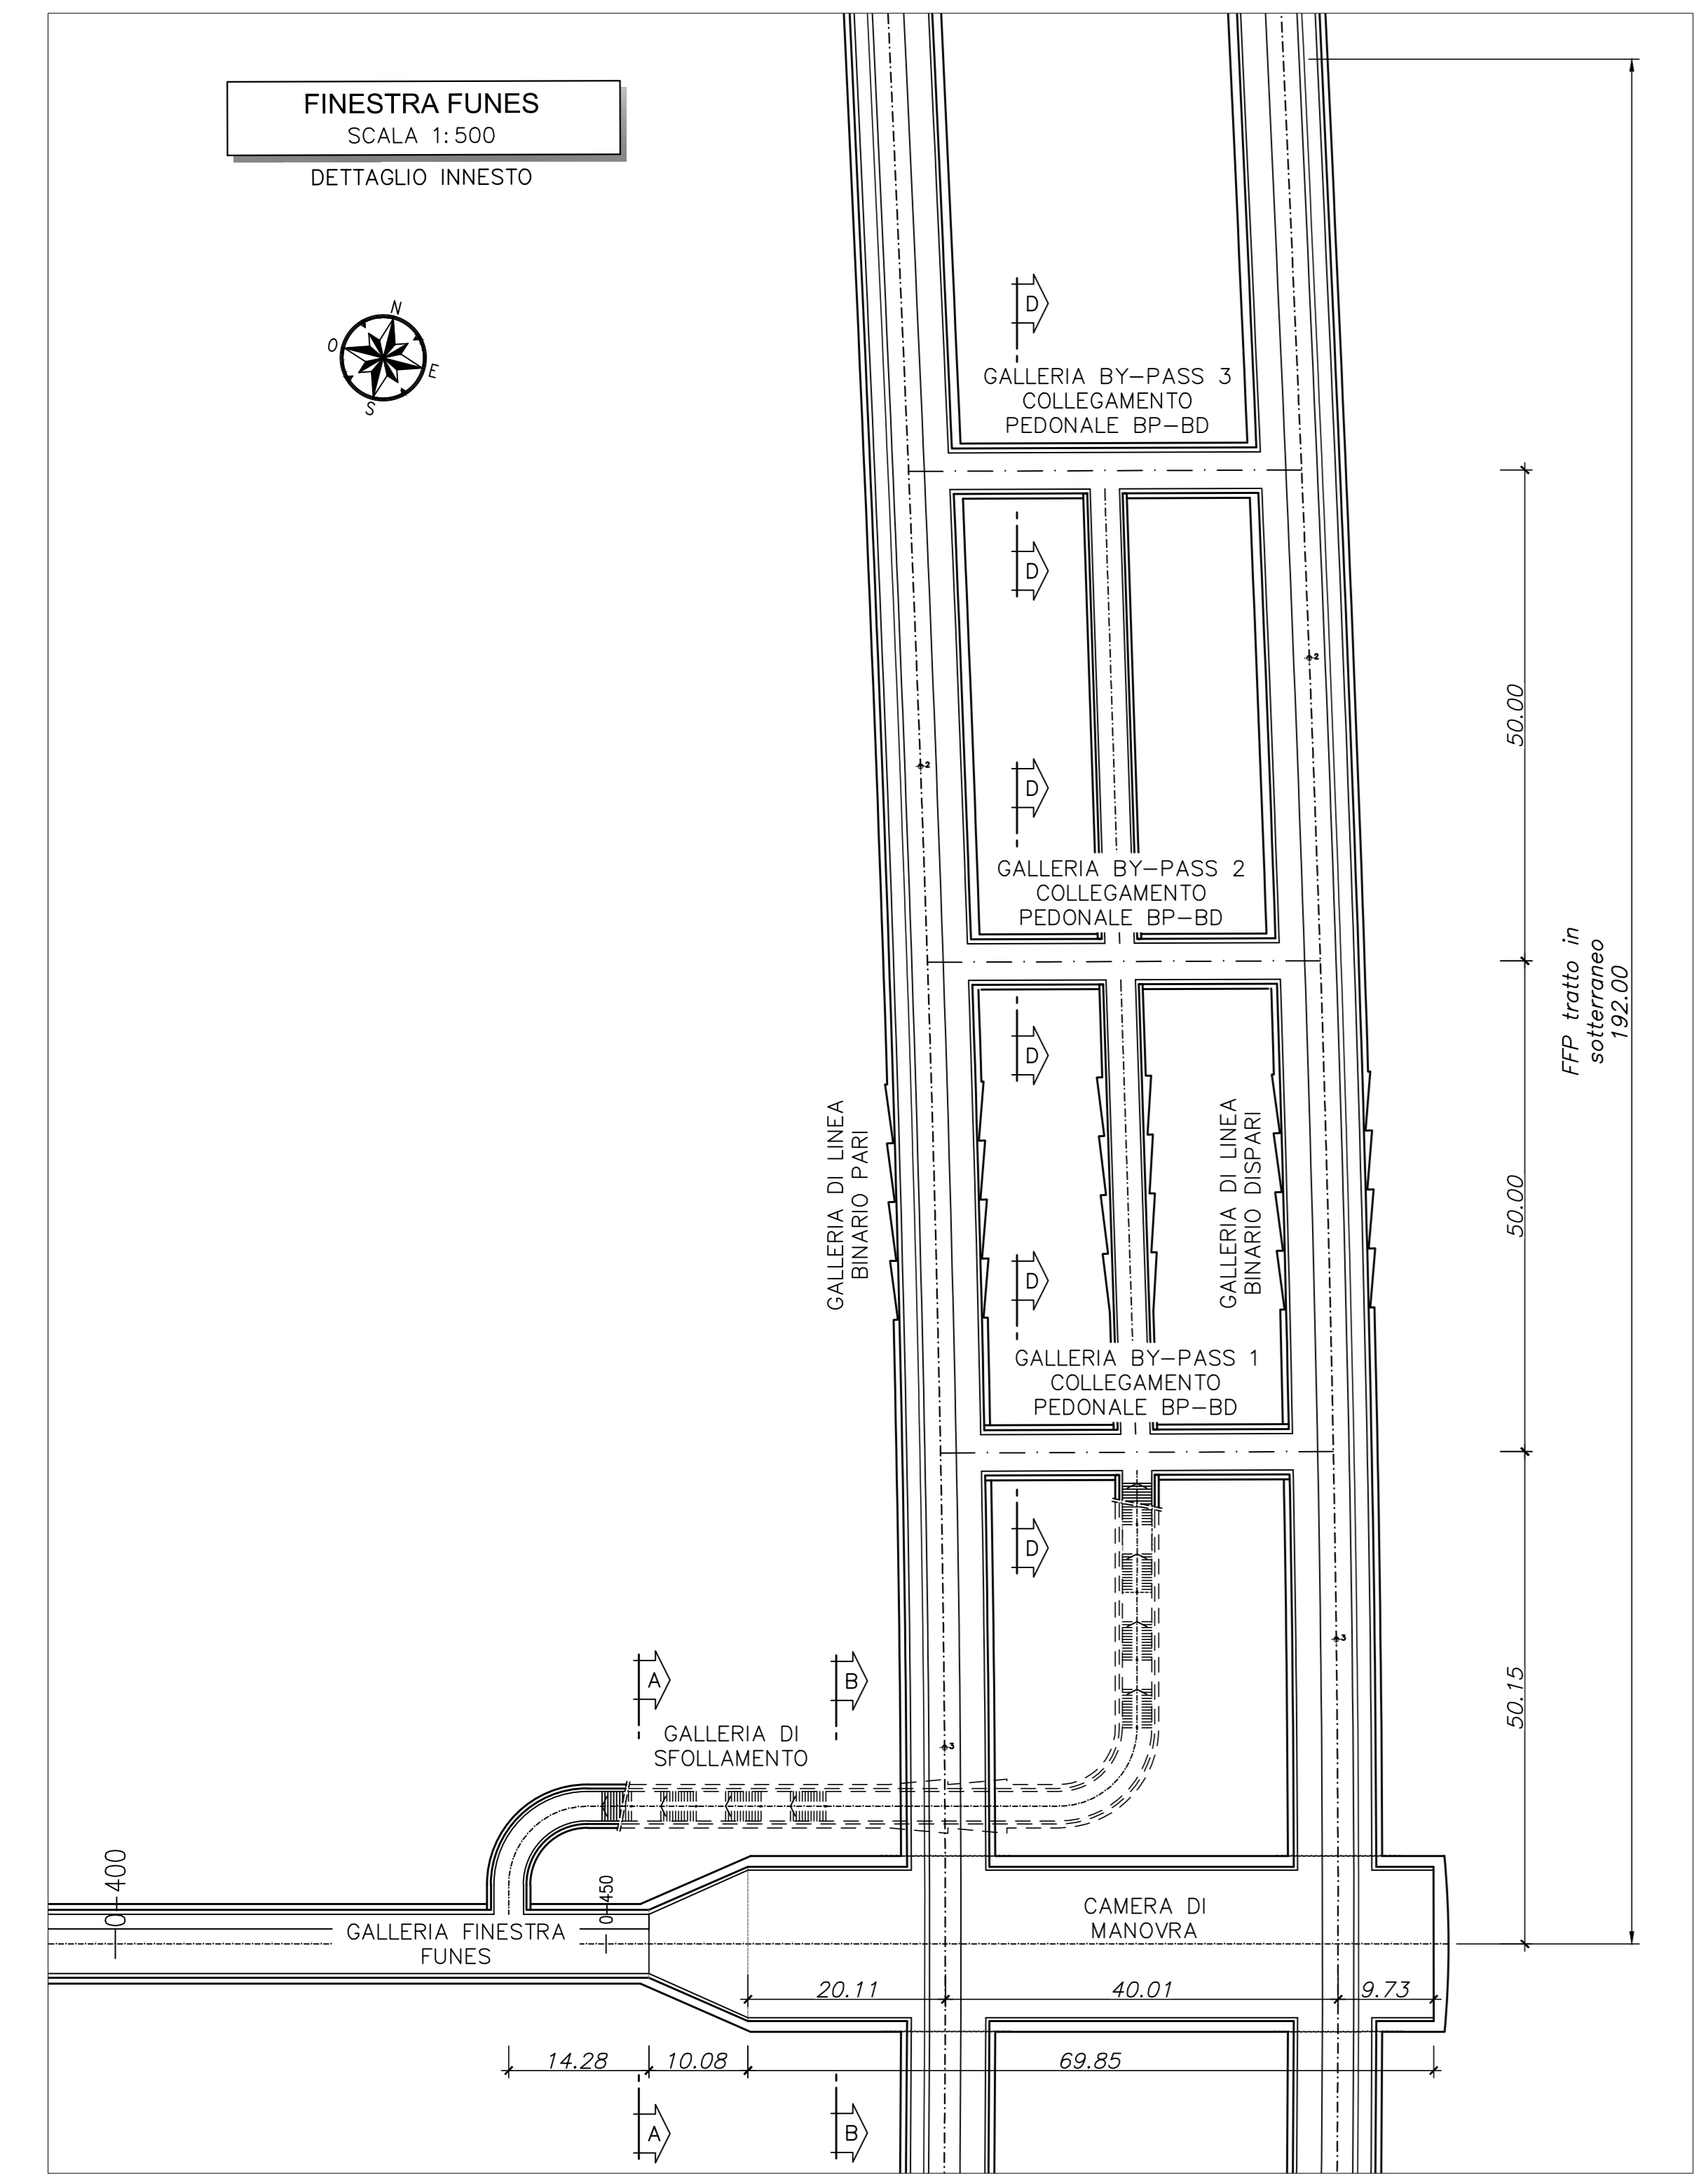 FINESTRA FUNES
SCALA 1:500
DETTAGLIO INNESTO
N
O
E
S
D
GALLERIA BY-PASS 3
COLLEGAMENTO
PEDONALE BP-BD
D
2
50.00
2
D
GALLERIA BY-PASS 2
COLLEGAMENTO
PEDONALE BP-BD
FFP tratto in
sotterraneo
192.00
D
GALLERIA DI LINEA
BINARIO PARI
GALLERIA DI LINEA
BINARIO DISPARI
50.00
D
GALLERIA BY-PASS 1
COLLEGAMENTO
PEDONALE BP-BD
D
3
A
B
50.15
GALLERIA DI
SFOLLAMENTO
3
0-400
0-450
GALLERIA FINESTRA
FUNES
CAMERA DI
MANOVRA
20.11
40.01
9.73
14.28
10.08
69.85
A
B